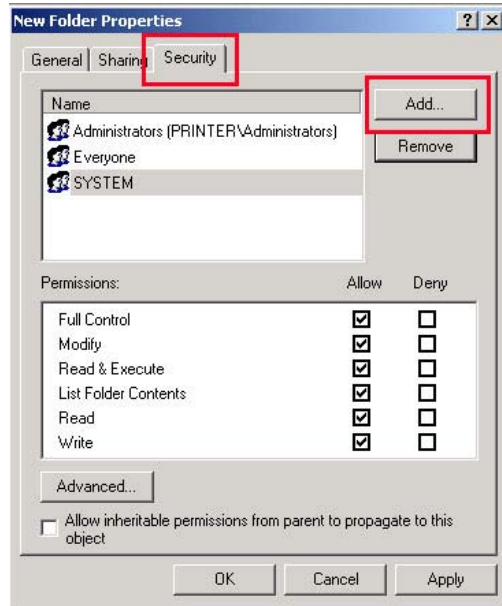 New Folder Properties
General Sharing Security
Name
Add...
Administrators (PRINTER\Administrators)
Remove
Everyone
SYSTEM
Permissions: Allow Deny
Full Control
Modify
Read & Execute
List Folder Contents
Read
Write
Advanced...
Allow inheritable permissions from parent to propagate to this
object
OK Cancel Apply